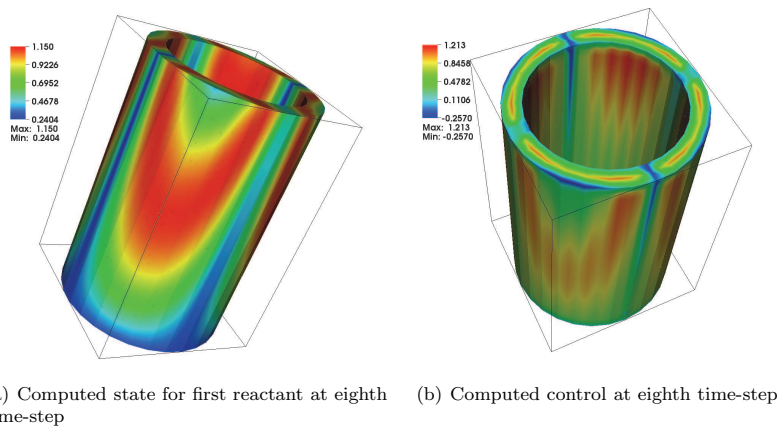 1.150
0.9226
0.6952
0.4678
0.2404
Max: 1.150
Min: 0.2404
1.213
0.8458
0.4782
0.1106
-0.2570
Max: 1.213
Min: -0.2570
) Computed state for first reactant at eighth
me-step
(b) Computed control at eighth time-step